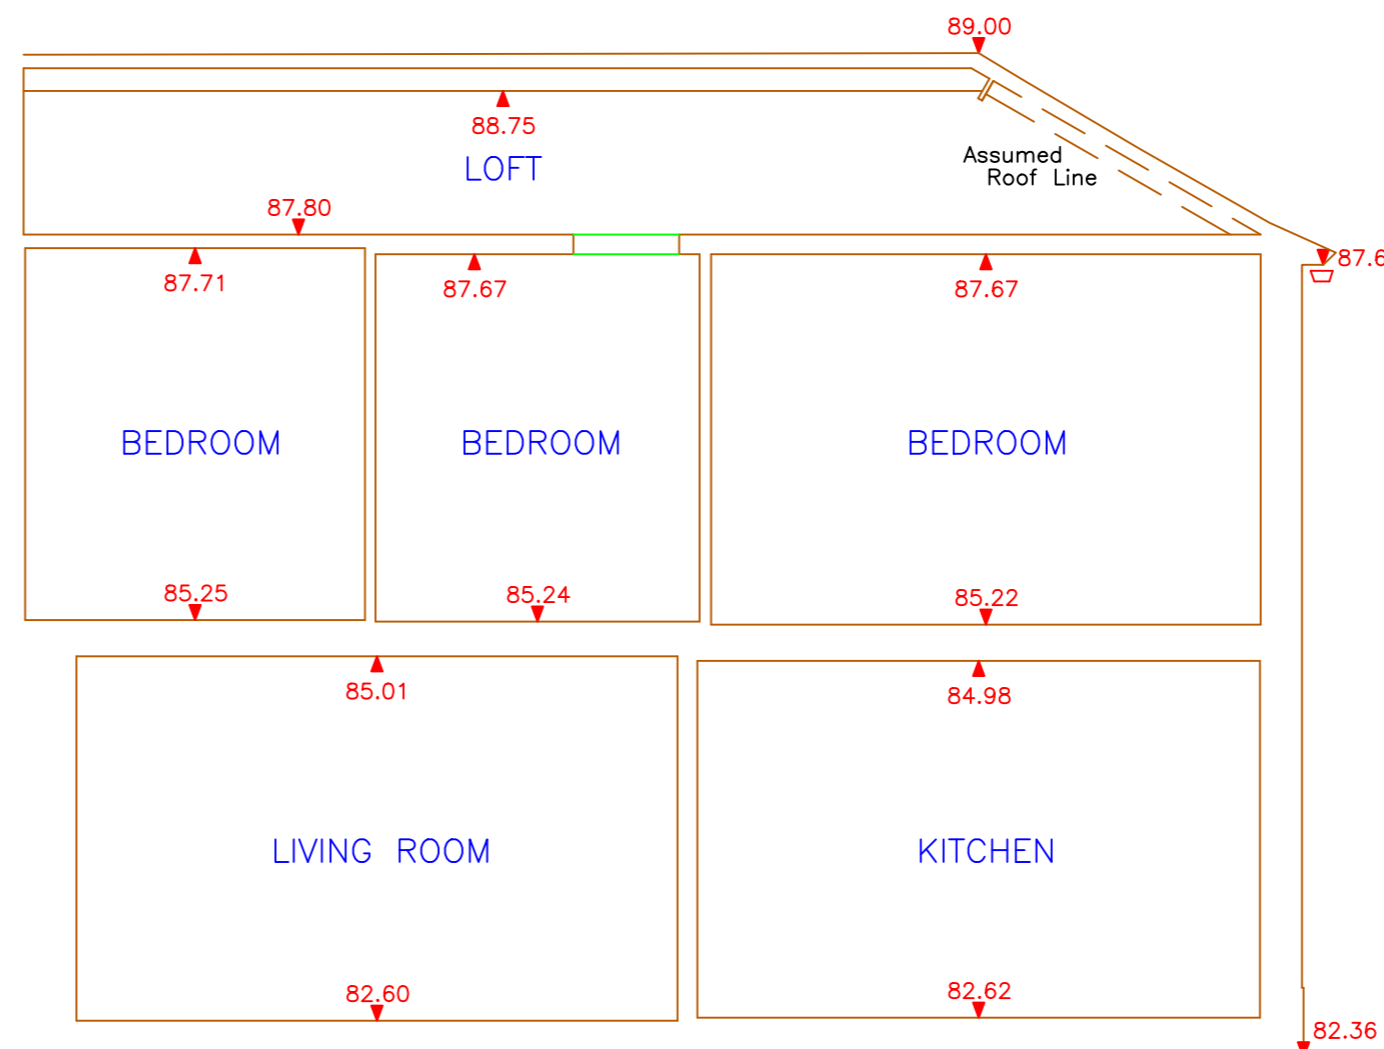 89.00
88.75
LOFT
Assumed
Roof Line
87.80
87.71
87.67
87.67
87.6
BEDROOM
BEDROOM
BEDROOM
85.25
85.24
85.22
85.01
84.98
LIVING ROOM
KITCHEN
82.60
82.62
82.36